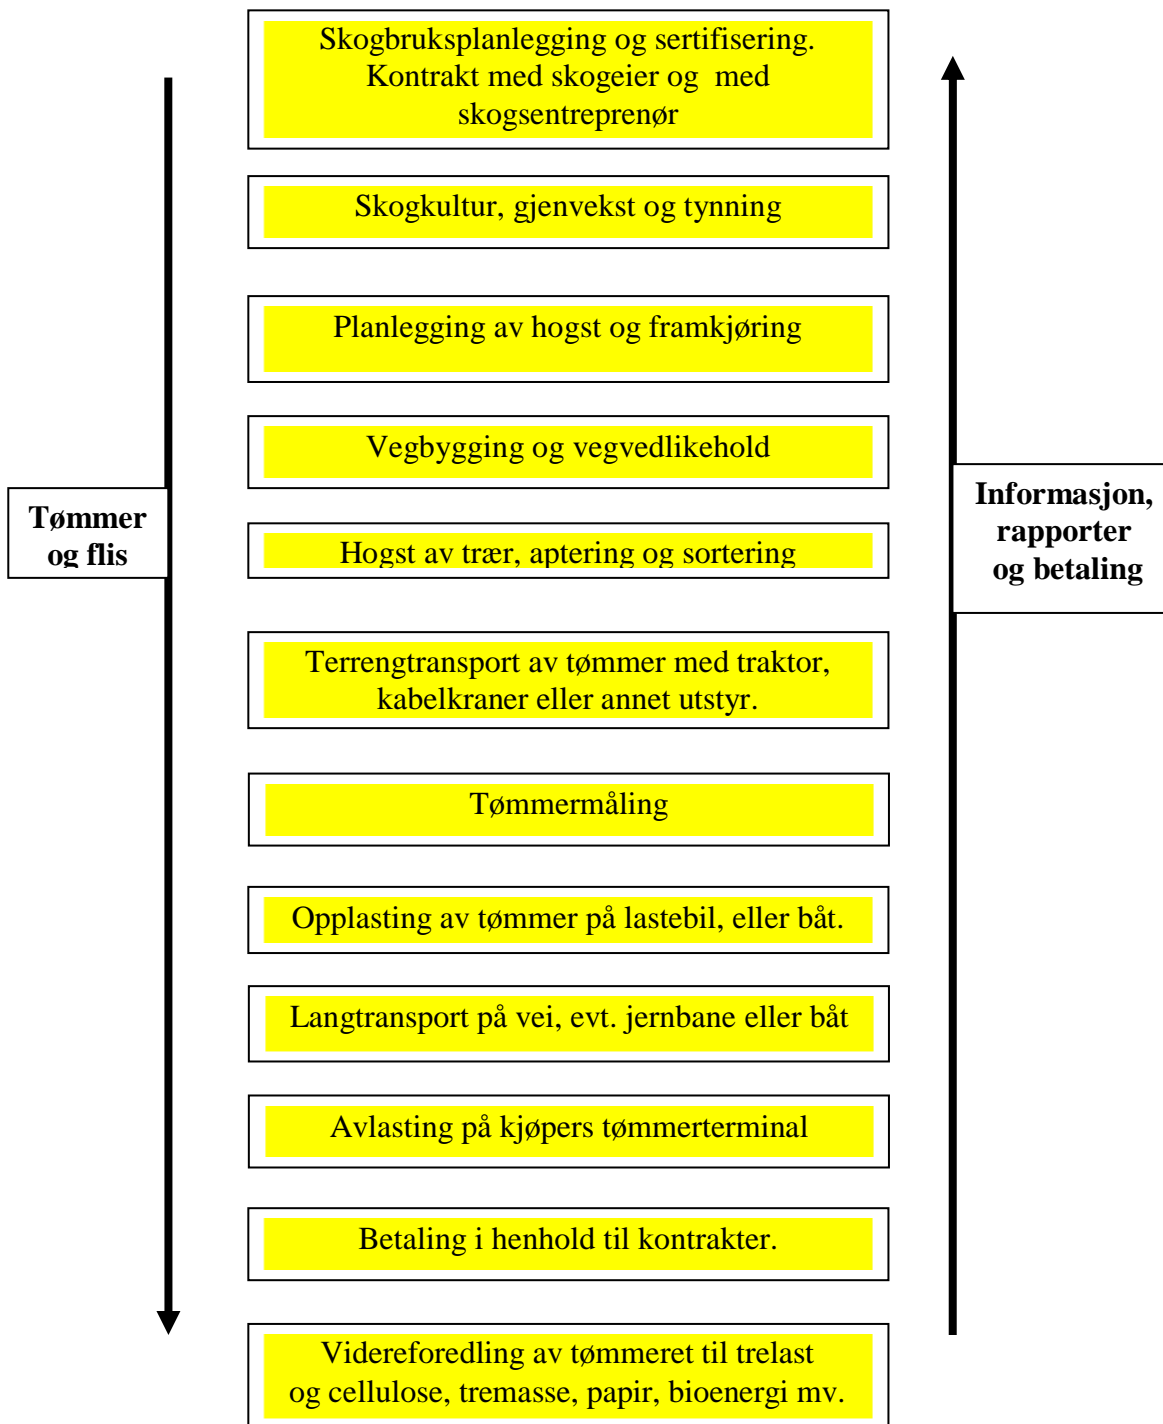 Skogbruksplanlegging og sertifisering.
Kontrakt med skogeier og med
skogsentreprenør
Skogkultur, gjenvekst og tynning
Planlegging av hogst og framkjøring
Vegbygging og vegvedlikehold
Tømmer
og flis
Informasjon,
rapporter
og betaling
Hogst av trær, aptering og sortering
Terrengtransport av tømmer med traktor,
kabelkraner eller annet utstyr.
Tømmermåling
Opplasting av tømmer på lastebil, eller båt.
Langtransport på vei, evt. jernbane eller båt
Avlasting på kjøpers tømmerterminal
Betaling i henhold til kontrakter.
Videreforedling av tømmeret til trelast
og cellulose, tremasse, papir, bioenergi mv.